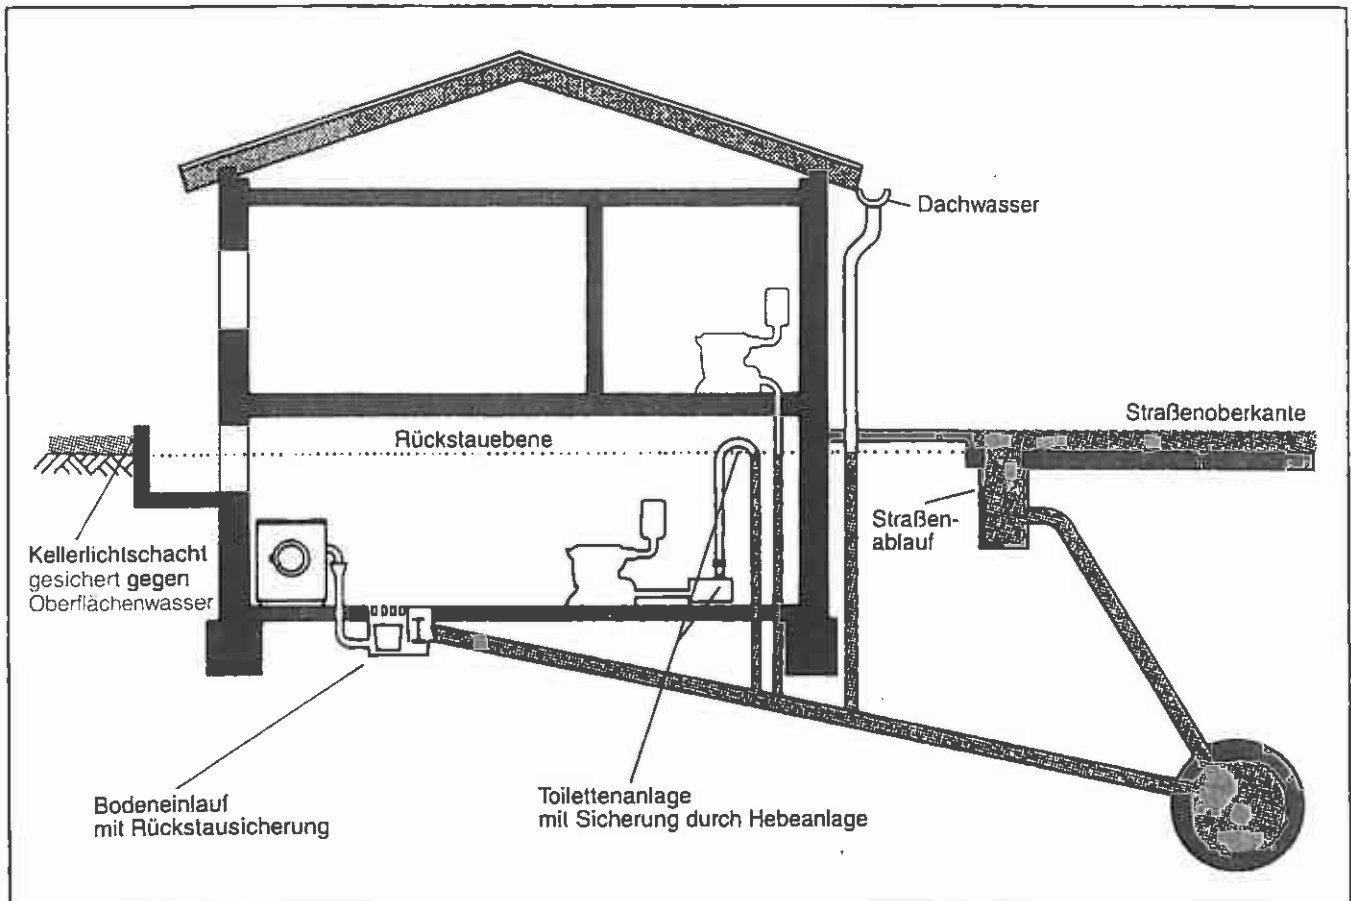 Dachwasser
Straßenoberkante
Rückstauebene
Straßen-
ablauf
Kellerlichtschacht
gesichert gegen
Oberflächenwasser
Bodeneinlauf
mit Rückstausicherung
Toilettenanlage
mit Sicherung durch Hebeanlage